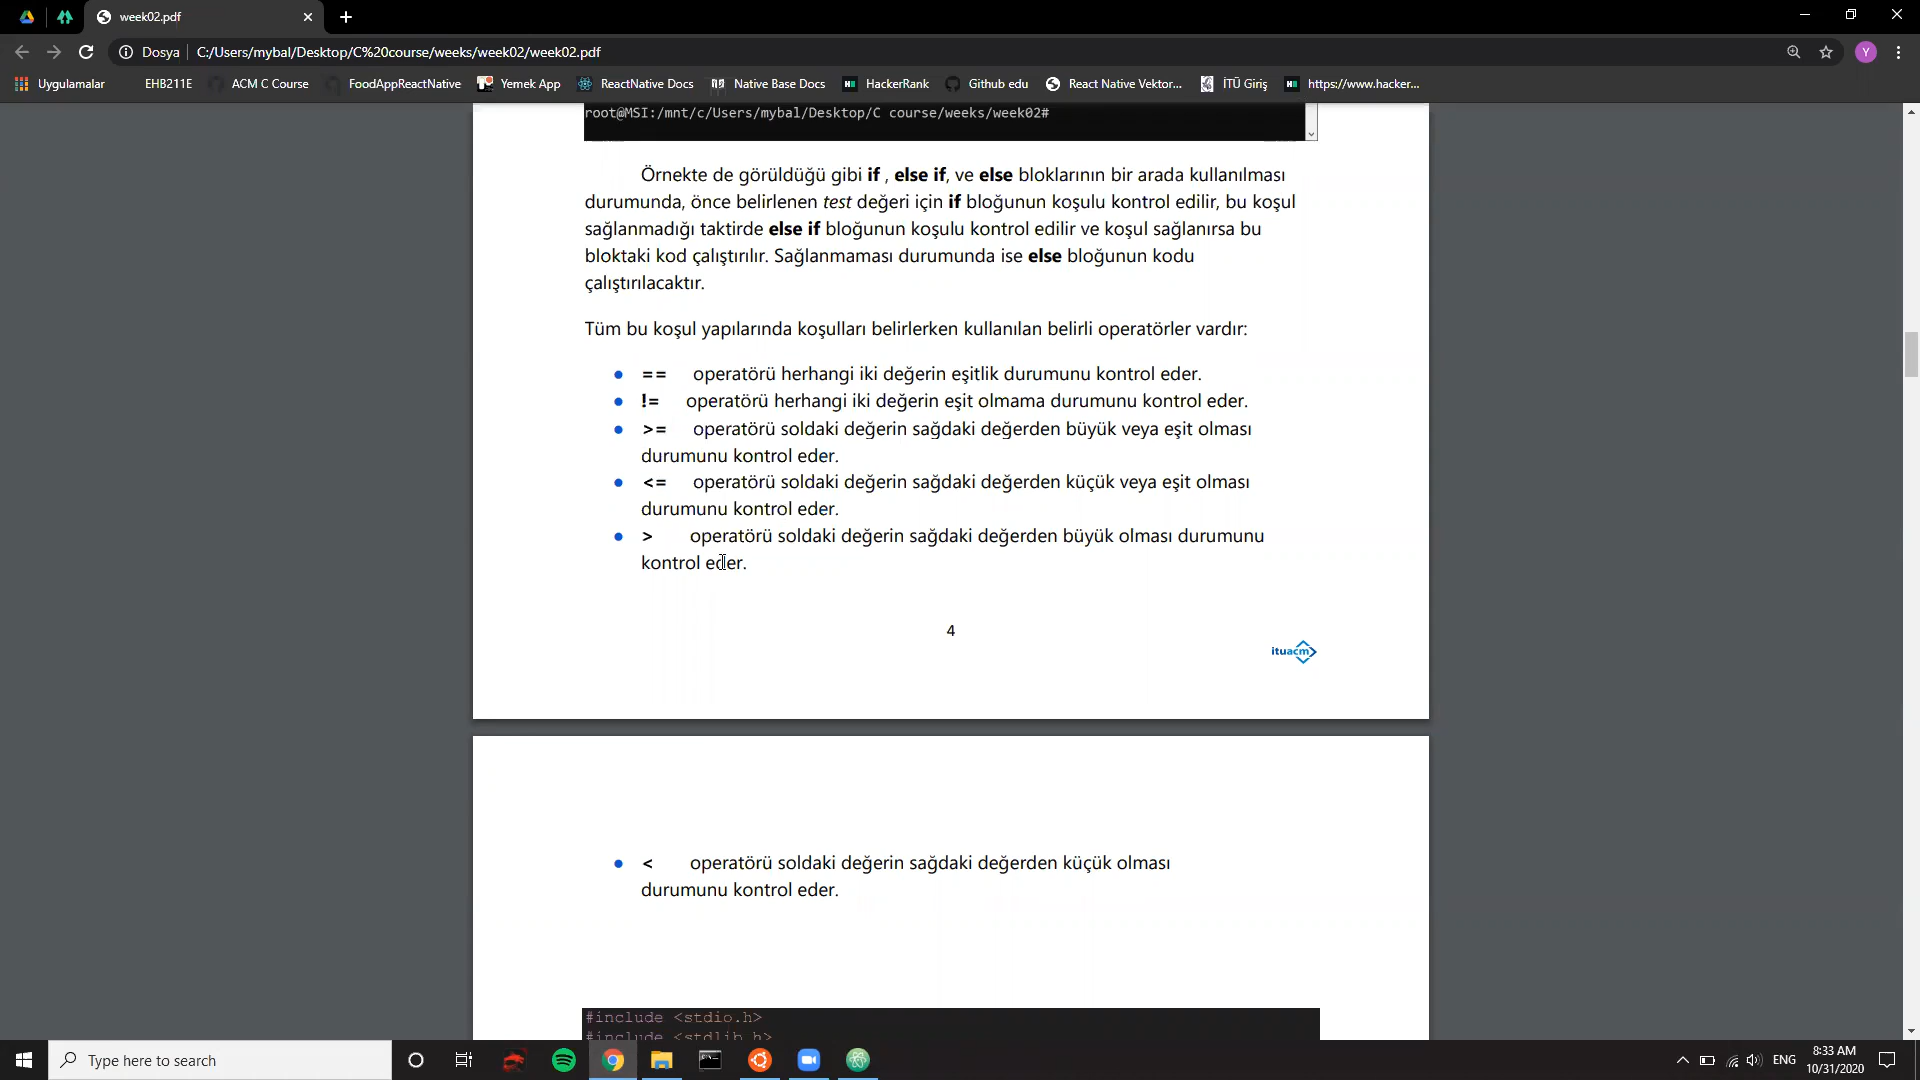 week02.pdf
Dosya C:/Users/mybal/Desktop/C%20course/weeks/week02/week02.pdf
Y
Uygulamalar EHB211E ACM C Course FoodAppReactNative Yemek App ReactNative Docs Native Base Docs HackerRank Github edu React Native Vektor... İTÜ Giriş https://www.hacker...
root@MSI:/mnt/c/Users/mybal/Desktop/C course/weeks/week02#
Örnekte de görüldüğü gibi if , else if, ve else bloklarının bir arada kullanılması
durumunda, önce belirlenen test değeri için if bloğunun koşulu kontrol edilir, bu koşul
sağlanmadığı taktirde else if bloğunun koşulu kontrol edilir ve koşul sağlanırsa bu
bloktaki kod çalıştırılır. Sağlanmaması durumunda ise else bloğunun kodu
çalıştırılacaktır.
Tüm bu koşul yapılarında koşulları belirlerken kullanılan belirli operatörler vardır:
● == operatörü herhangi iki değerin eşitlik durumunu kontrol eder.
● != operatörü herhangi iki değerin eşit olmama durumunu kontrol eder.
● >= operatörü soldaki değerin sağdaki değerden büyük veya eşit olması
durumunu kontrol eder.
● <= operatörü soldaki değerin sağdaki değerden küçük veya eşit olması
durumunu kontrol eder.
● > operatörü soldaki değerin sağdaki değerden büyük olması durumunu
kontrol eder.
4
ituacm
● < operatörü soldaki değerin sağdaki değerden küçük olması
durumunu kontrol eder.
#include <stdio.h>
#include <stdlib.h>
Type here to search
ENG
8:33 AM
10/31/2020